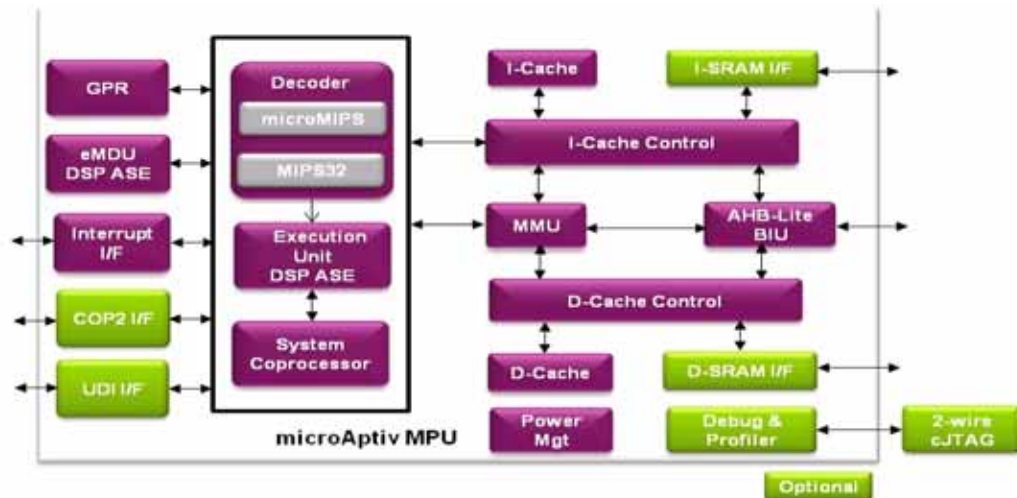 GPR
eMDU
DSP ASE
Interrupt
I/F
COP2 I/F
UDI I/F
Decoder
microMIPS
MIPS32
Execution
Unit
DSP ASE
System
Coprocessor
microAptiv MPU
I-Cache
I-SRAM I/F
I-Cache Control
MMU
AHB-Lite
BIU
D-Cache Control
D-Cache
D-SRAM I/F
Power
Mgt
Debug &
Profiler
2-wire
cJTAG
Optional